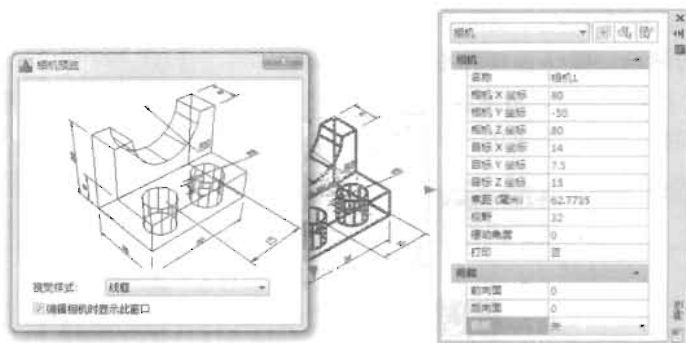 相机预览
视觉样式:
线框
编辑相机时显示此窗口
相机
相机
名称 相机1
相机 X 坐标 80
相机 Y 坐标 -50
相机 Z 坐标 80
目标 X 坐标 14
目标 Y 坐标 7.5
目标 Z 坐标 15
焦距 (毫米) 62.7715
视野 32
摆动角度 0
打印 否
剪裁
前向面 0
后向面 0
剪裁 关